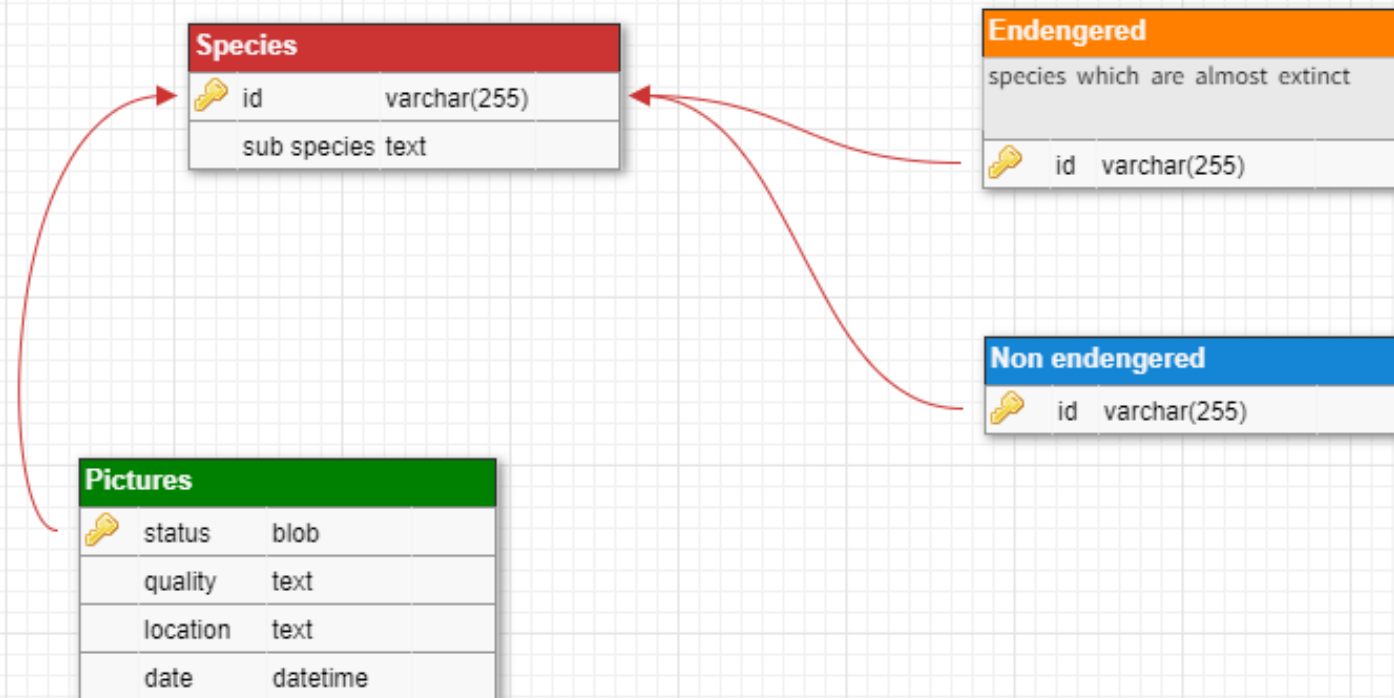 Species
id varchar(255)
sub species text
Endengered
species which are almost extinct
id varchar(255)
Non endengered
id varchar(255)
Pictures
status blob
quality text
location text
date datetime